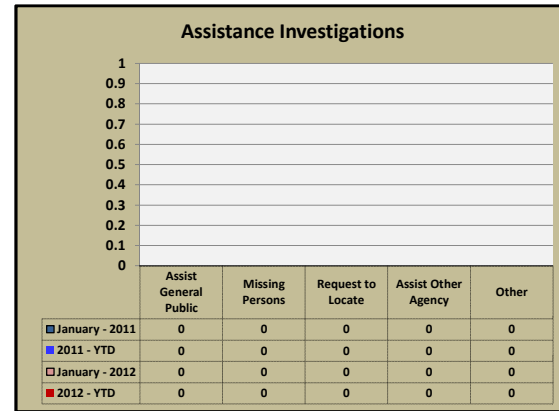 Assistance Investigations
1
0.9
0.8
0.7
0.6
0.5
0.4
0.3
0.2
0.1
0
Assist General Public Missing Persons Request to Locate Assist Other Agency Other
January - 2011 0 0 0 0 0
2011 - YTD 0 0 0 0 0
January - 2012 0 0 0 0 0
2012 - YTD 0 0 0 0 0